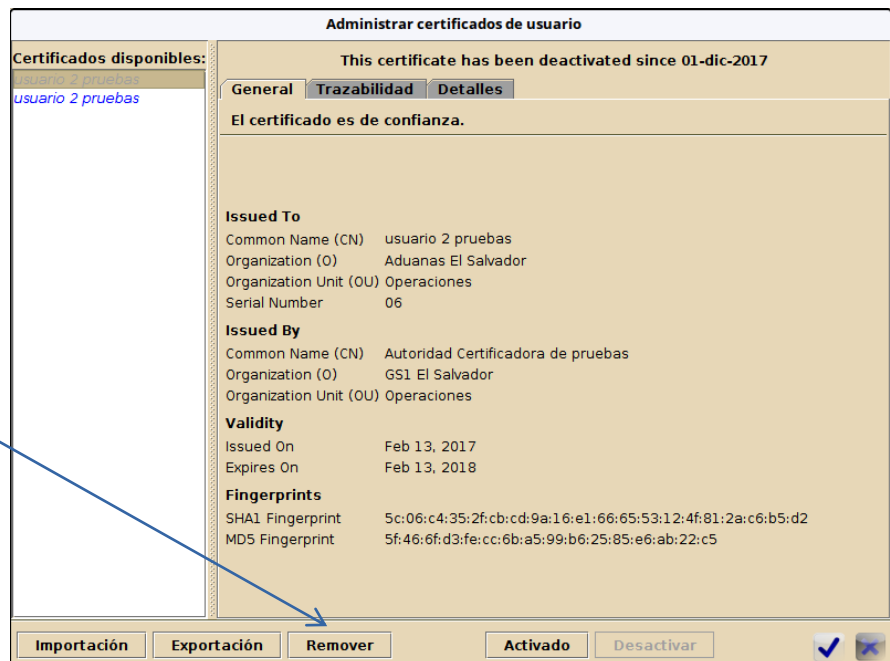 Administrar certificados de usuario
Certificados disponibles:
usuario 2 pruebas
usuario 2 pruebas
This certificate has been deactivated since 01-dic-2017
General Trazabilidad Detalles
El certificado es de confianza.
Issued To
Common Name (CN) usuario 2 pruebas
Organization (O) Aduanas El Salvador
Organization Unit (OU) Operaciones
Serial Number 06
Issued By
Common Name (CN) Autoridad Certificadora de pruebas
Organization (O) GS1 El Salvador
Organization Unit (OU) Operaciones
Validity
Issued On Feb 13, 2017
Expires On Feb 13, 2018
Fingerprints
SHA1 Fingerprint 5c:06:c4:35:2f:cb:cd:9a:16:e1:66:65:53:12:4f:81:2a:c6:b5:d2
MD5 Fingerprint 5f:46:6f:d3:fe:cc:6b:a5:99:b6:25:85:e6:ab:22:c5
Importación Exportación Remover Activado Desactivar